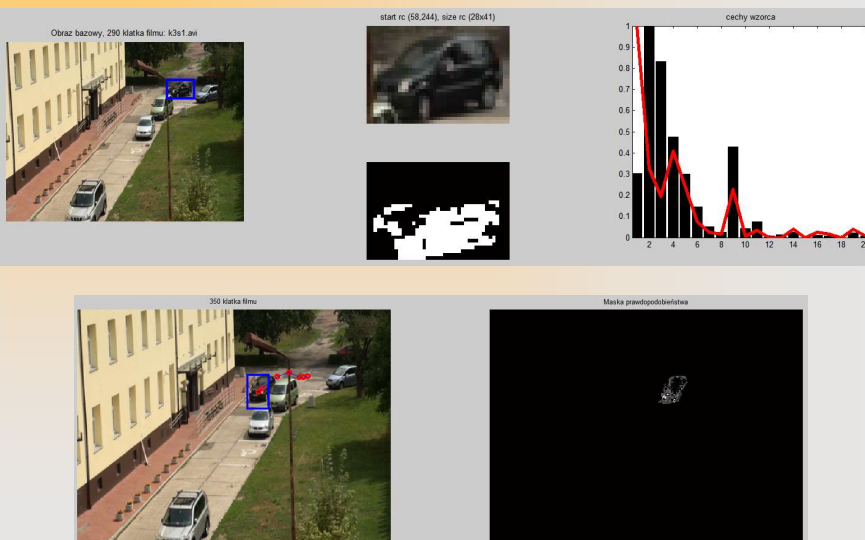 Obraz bazowy, 290 klatka filmu: k3s1.avi
start rc (58,244), size rc (28x41)
cechy wzorca
1
0.9
0.8
0.7
0.6
0.5
0.4
0.3
0.2
0.1
0
2 4 6 8 10 12 14 16 18
350 klatka filmu
Maska prawdopodobieństwa